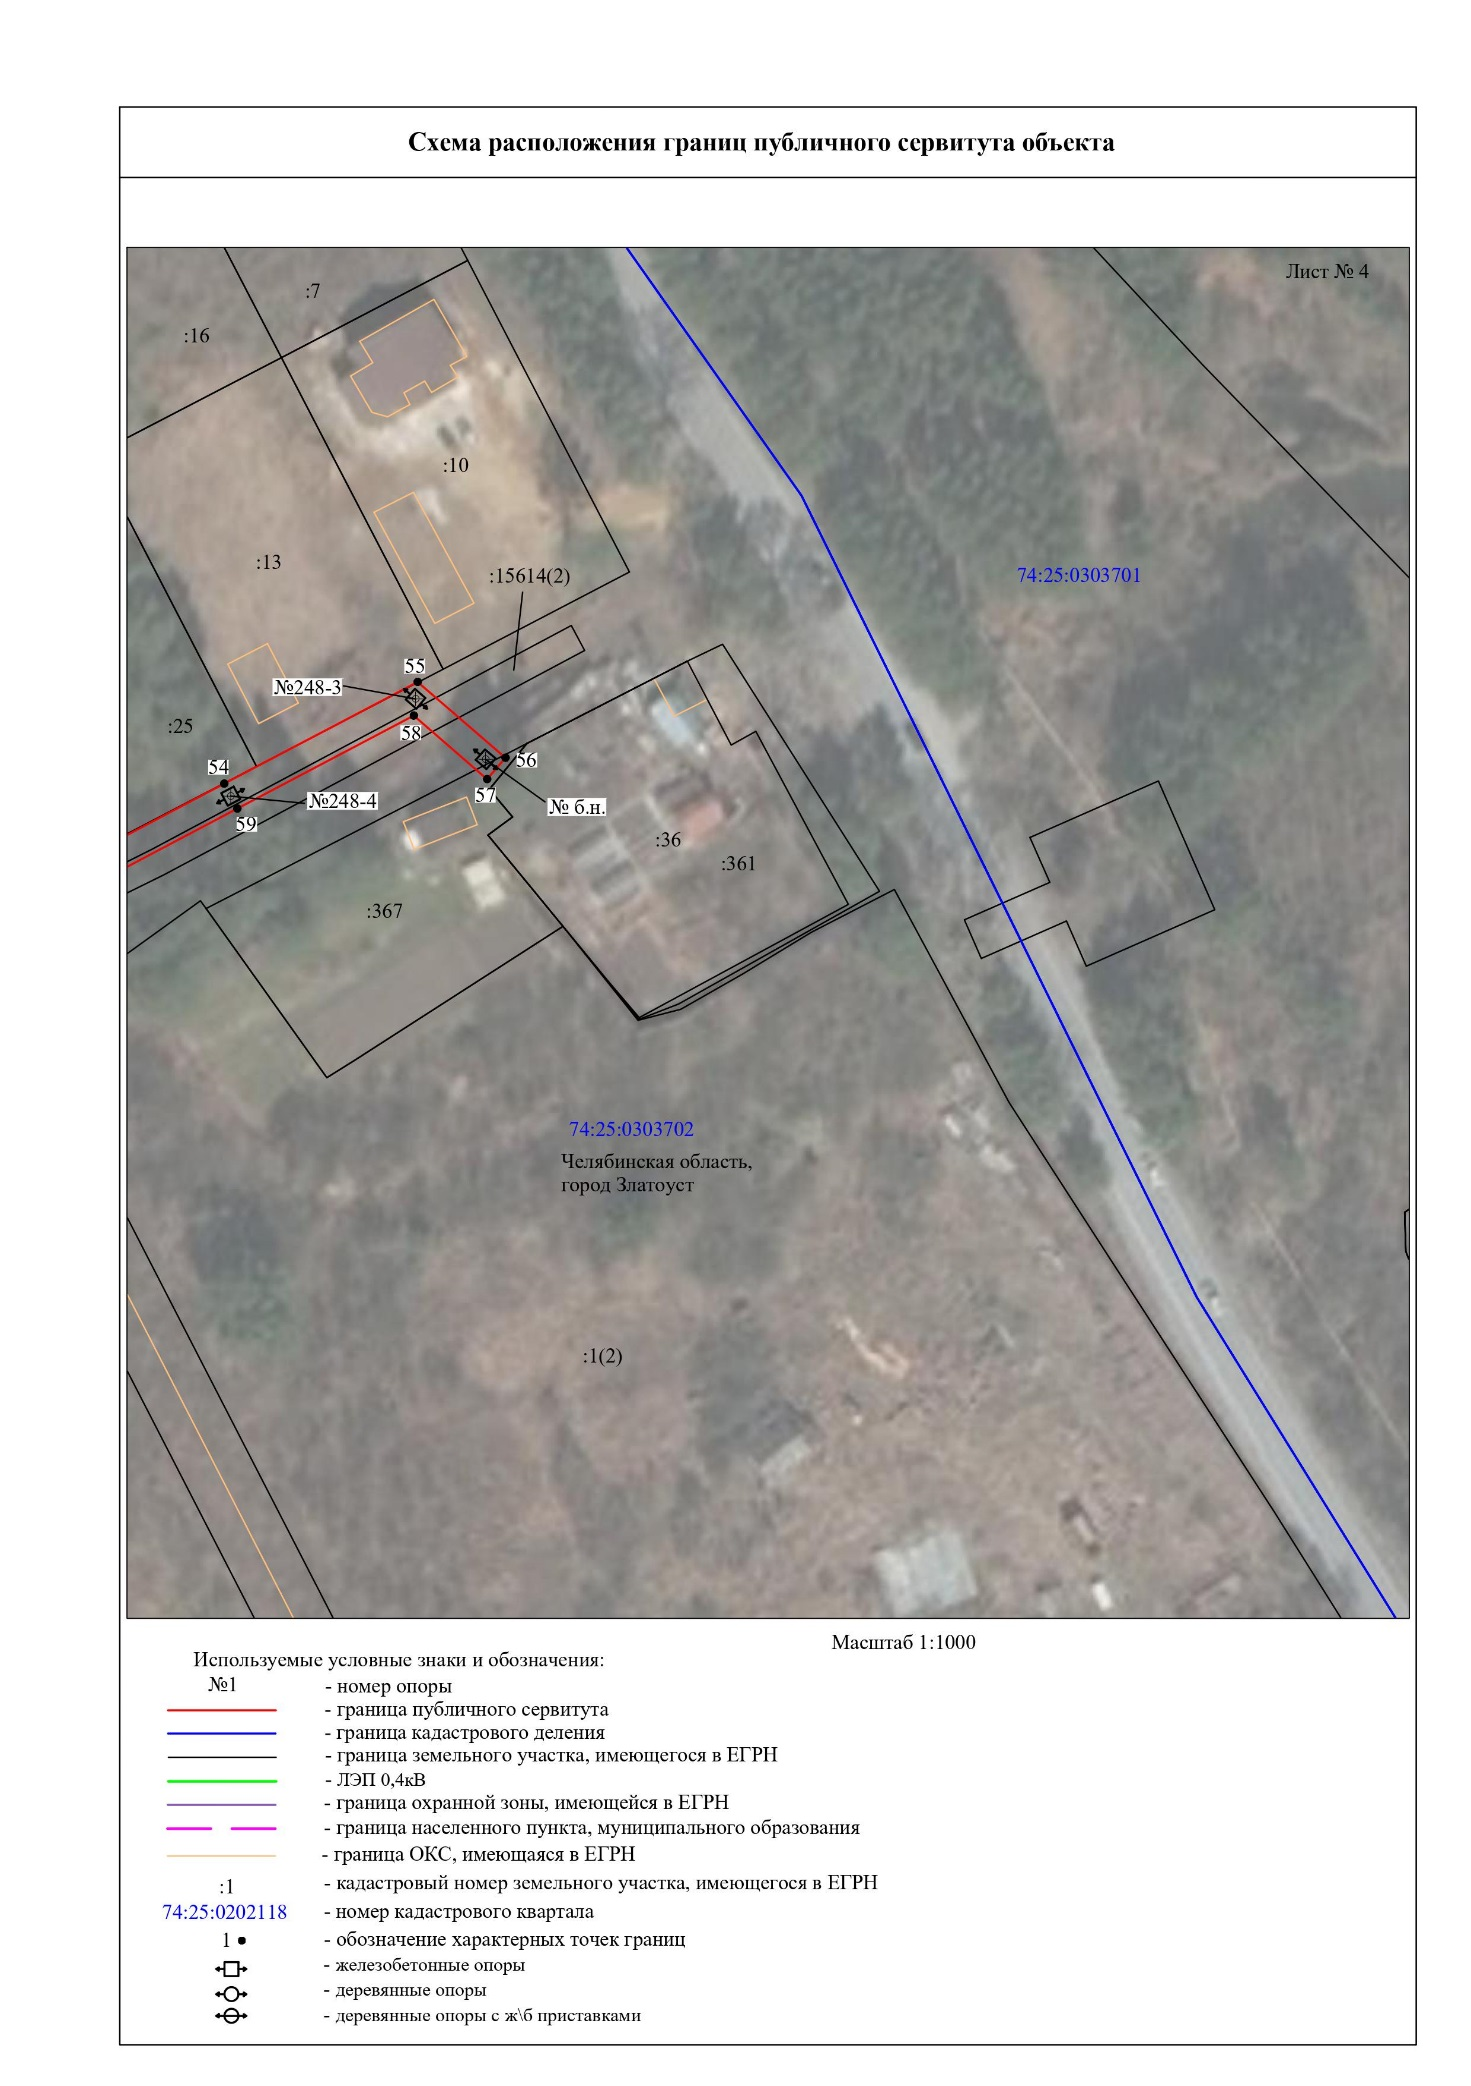 Схема расположения границ публичного сервитута объекта
Лист № 4
:7
:16
:10
:13
:15614(2)
74:25:0303701
55
№248-3
:25
58
54
56
57
№248-4
№ б.н.
59
:36
:361
:367
74:25:0303702
Челябинская область,
город Златоуст
:1(2)
Масштаб 1:1000
Используемые условные знаки и обозначения:
№1 - номер опоры
- граница публичного сервитута
- граница кадастрового деления
- граница земельного участка, имеющегося в ЕГРН
- ЛЭП 0,4кВ
- граница охранной зоны, имеющейся в ЕГРН
- граница населенного пункта, муниципального образования
- граница ОКС, имеющаяся в ЕГРН
:1 - кадастровый номер земельного участка, имеющегося в ЕГРН
74:25:0202118 - номер кадастрового квартала
1 - обозначение характерных точек границ
- железобетонные опоры
- деревянные опоры
- деревянные опоры с ж\б приставками